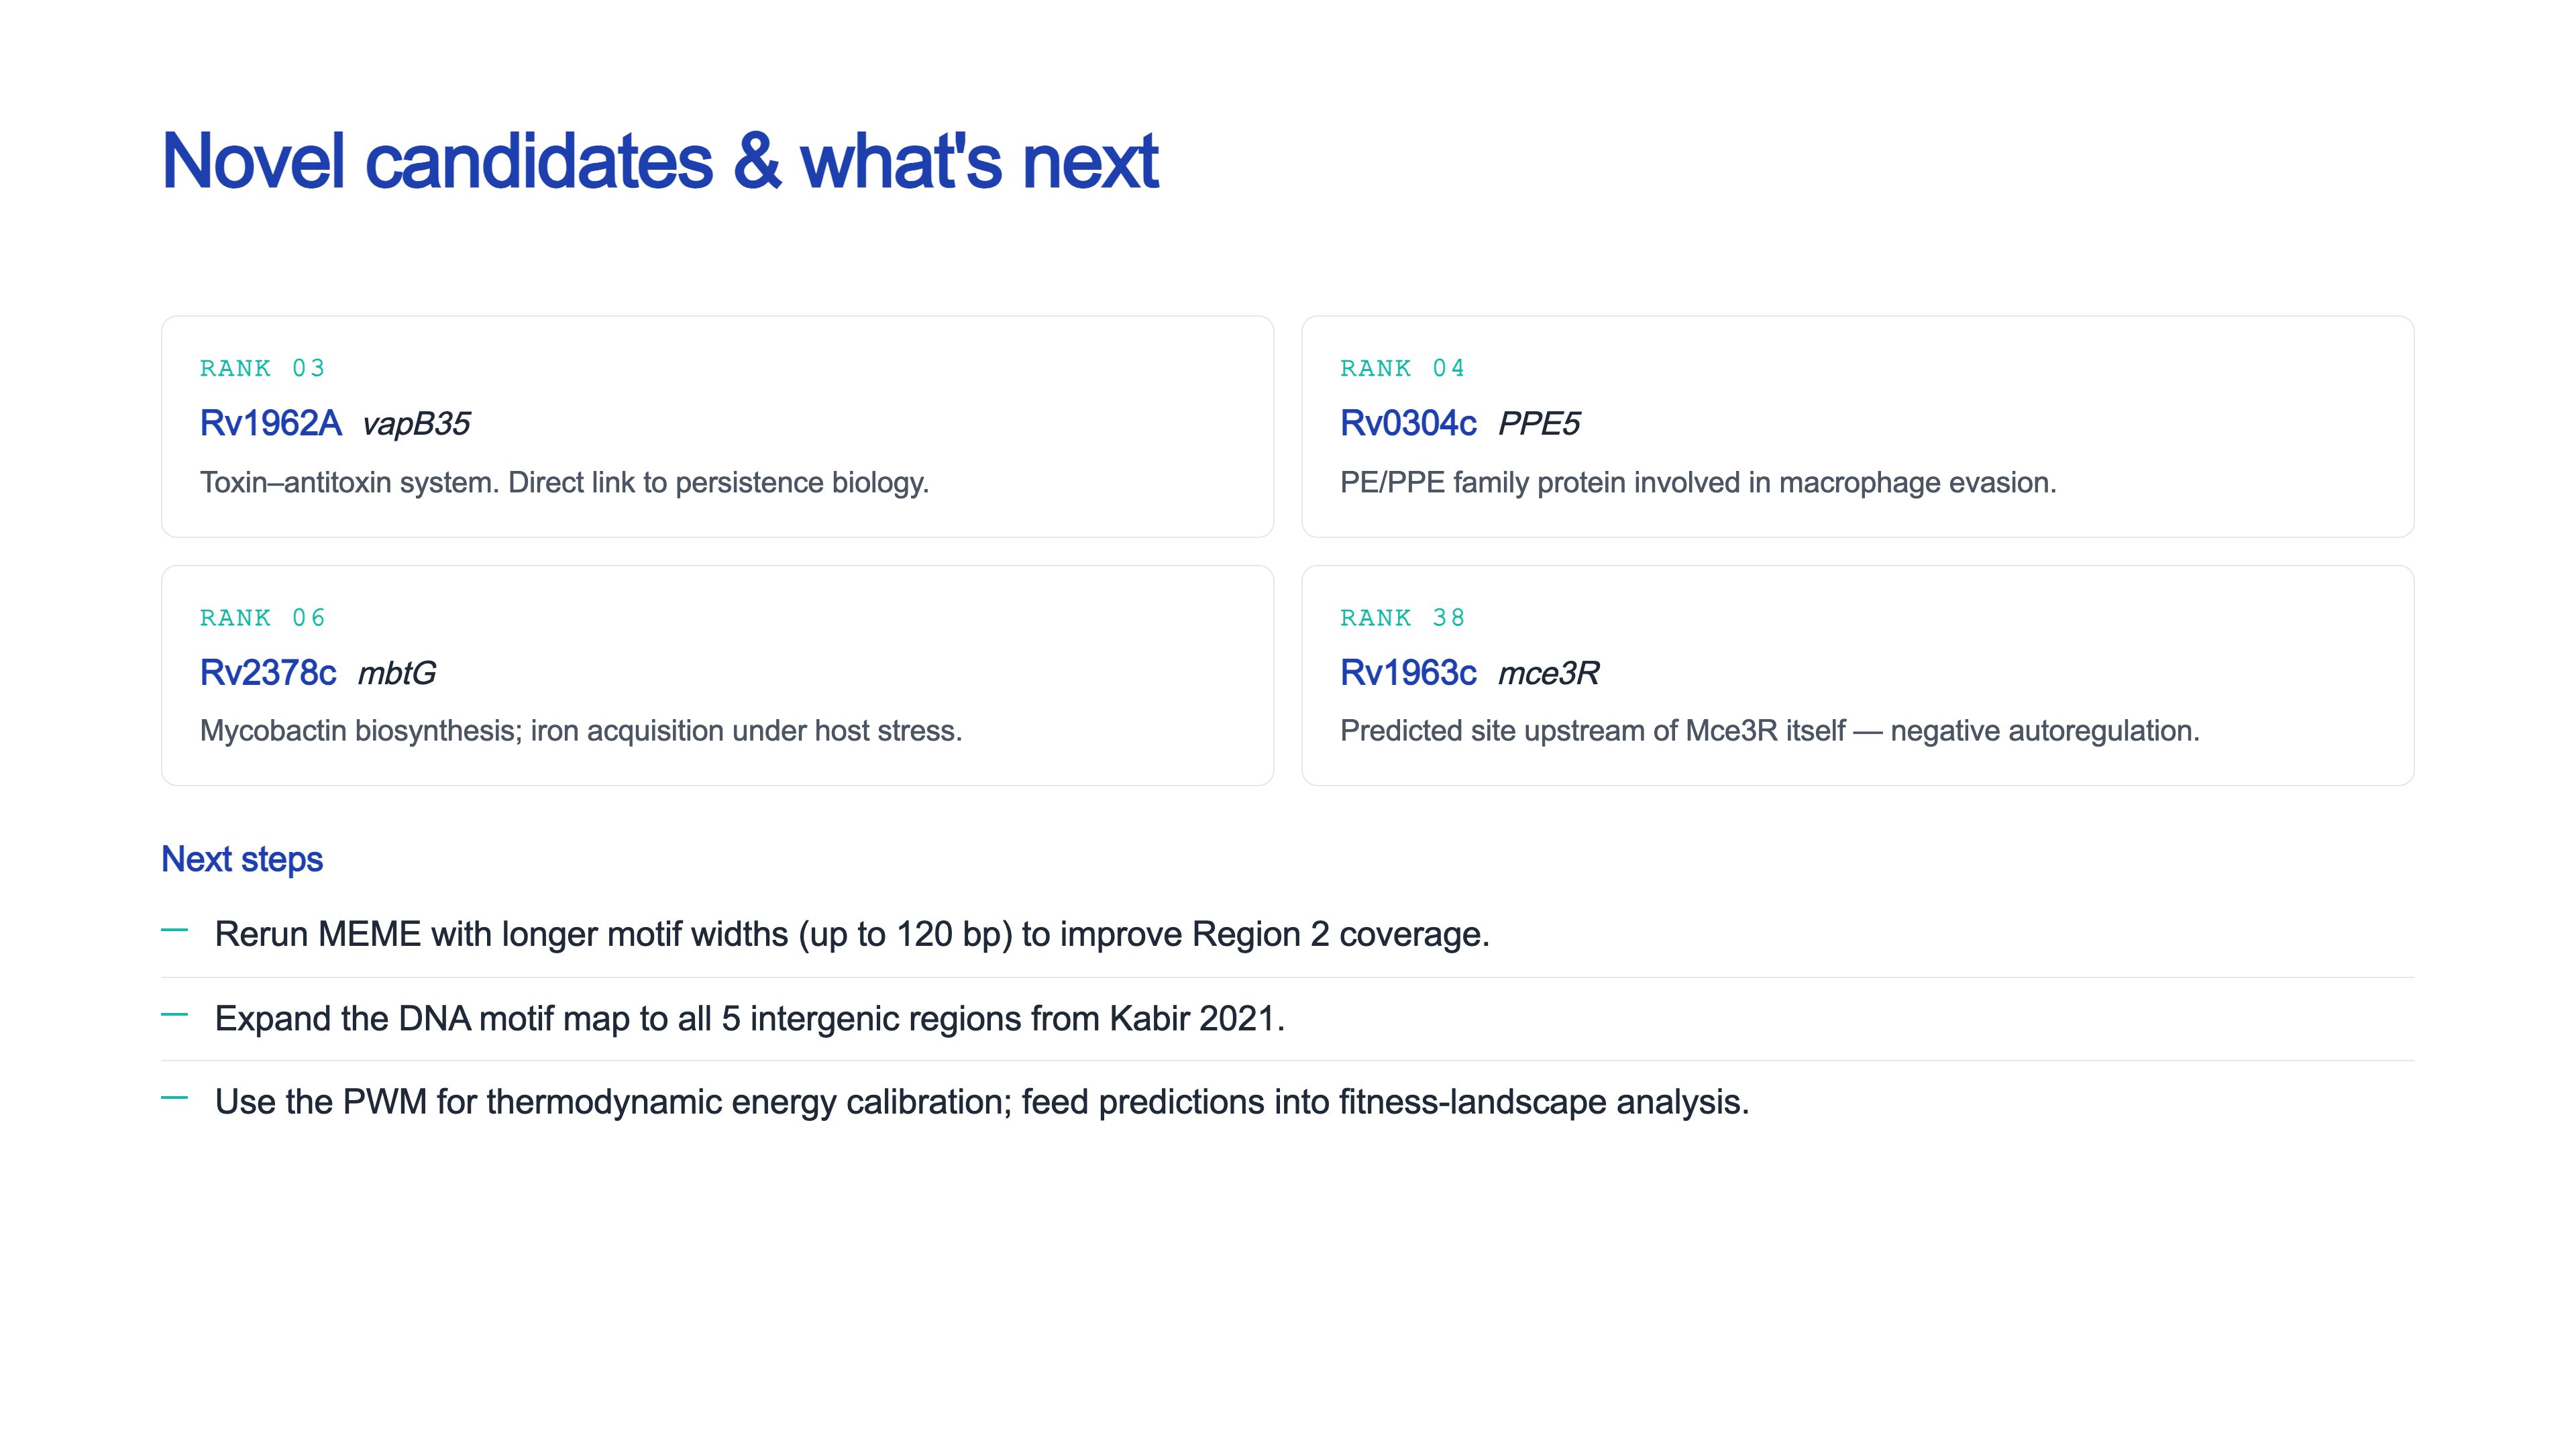 Novel candidates & what's next
RANK 03
Rv1962A vapB35
Toxin–antitoxin system. Direct link to persistence biology.
RANK 04
Rv0304c PPE5
PE/PPE family protein involved in macrophage evasion.
RANK 06
Rv2378c mbtG
Mycobactin biosynthesis; iron acquisition under host stress.
RANK 38
Rv1963c mce3R
Predicted site upstream of Mce3R itself — negative autoregulation.
Next steps
— Rerun MEME with longer motif widths (up to 120 bp) to improve Region 2 coverage.
— Expand the DNA motif map to all 5 intergenic regions from Kabir 2021.
— Use the PWM for thermodynamic energy calibration; feed predictions into fitness-landscape analysis.